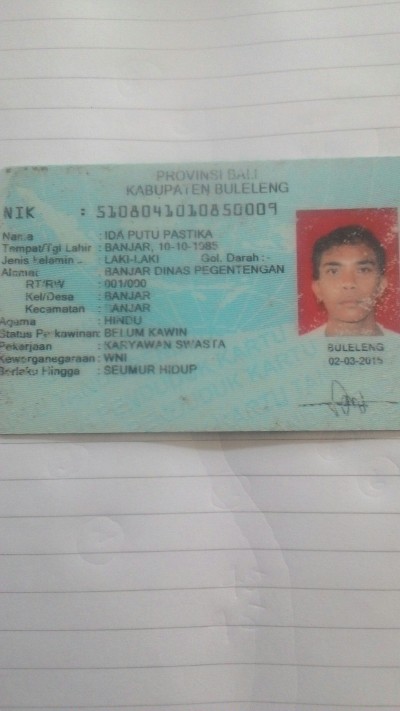 PROVINSI BALI
KABUPATEN BULELENG
NIK : 5108041010850009
Nama : IDA PUTU PASTIKA
Tempat/Tgl Lahir : BANJAR, 10-10-1985
Jenis kelamin : LAKI-LAKI Gol. Darah :-
Alamat : BANJAR DINAS PEGENTENGAN
RT/RW : 001/000
Kel/Desa : BANJAR
Kecamatan : BANJAR
Agama : HINDU
Status Perkawinan: BELUM KAWIN
Pekerjaan : KARYAWAN SWASTA
Kewarganegaraan: WNI
Berlaku Hingga : SEUMUR HIDUP
BULELENG
02-03-2015